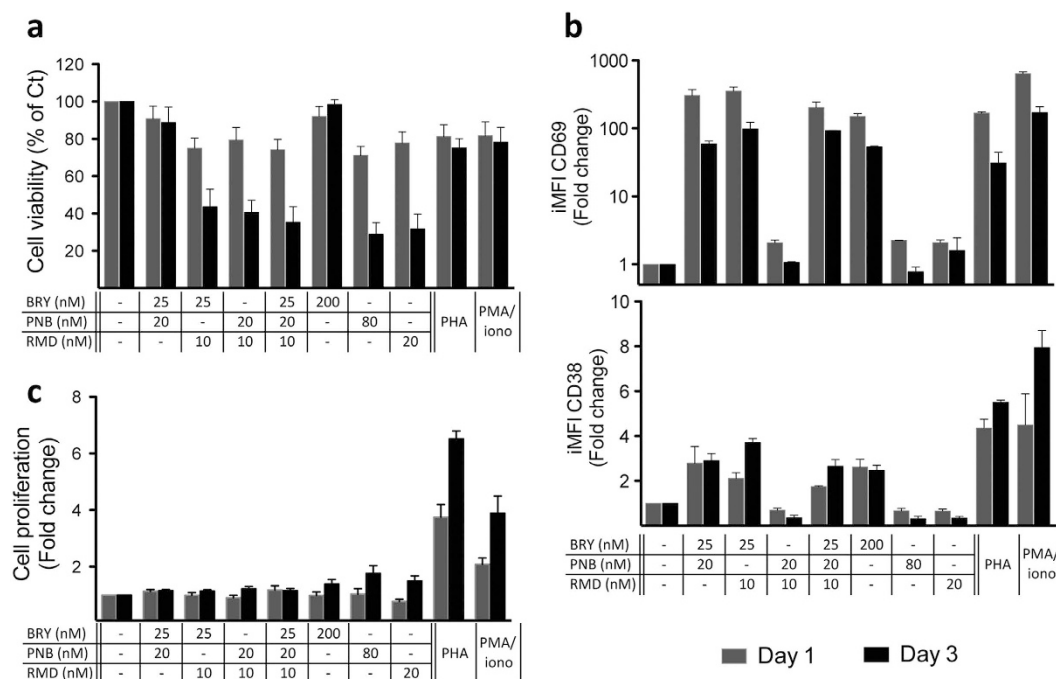 a
Cell viability (% of Ct)
120
100
80
60
40
20
BRY (nM) - 25 25 - 25 200 - - PHA PMA/ iono
PNB (nM) - 20 - 20 20 - 80 -
RMD (nM) - - 10 10 10 - - 20
b
iMFI CD69
(Fold change)
1000
100
10
1
iMFI CD38
(Fold change)
10
8
6
4
2
BRY (nM) - 25 25 - 25 200 - - PHA PMA/ iono
PNB (nM) - 20 - 20 20 - 80 -
RMD (nM) - - 10 10 10 - - 20
c
Cell proliferation
(Fold change)
8
6
4
2
BRY (nM) - 25 25 - 25 200 - - PHA PMA/ iono
PNB (nM) - 20 - 20 20 - 80 -
RMD (nM) - - 10 10 10 - - 20
Day 1 Day 3